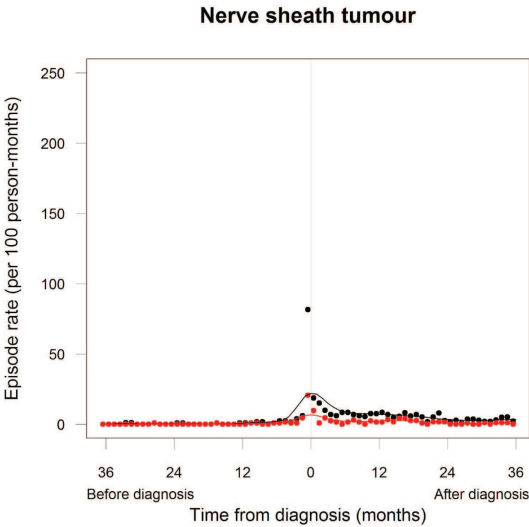 Nerve sheath tumour
Episode rate (per 100 person-months)
250
200
150
100
50
0
36 24 12 0 12 24 36
Before diagnosis After diagnosis
Time from diagnosis (months)